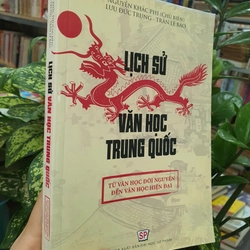 NGUYỄN KHẮC PHI (CHỦ BIÊN)
LƯU ĐỨC TRUNG - TRẦN LÊ BẢO
LỊCH SỬ
VĂN HỌC
TRUNG QUỐC
TỪ VĂN HỌC ĐỜI NGUYÊN
ĐẾN VĂN HỌC HIỆN ĐẠI
SP
LỊCH SỬ VĂN HỌC TRUNG QUỐC